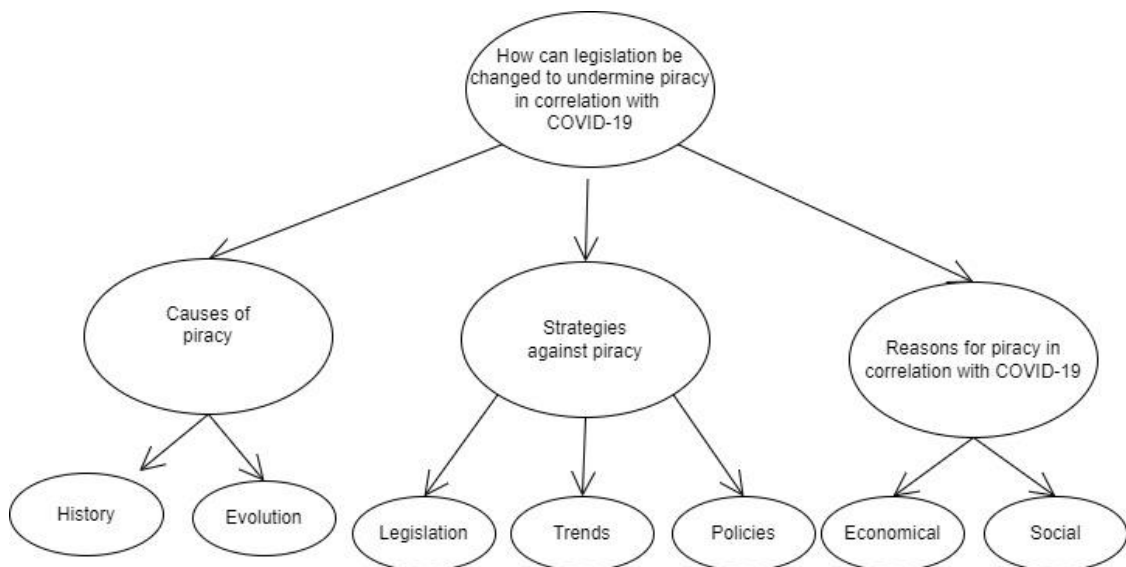 How can legislation be
changed to undermine piracy
in correlation with
COVID-19
Causes of
piracy
Strategies
against piracy
Reasons for piracy in
correlation with COVID-19
History
Evolution
Legislation
Trends
Policies
Economical
Social